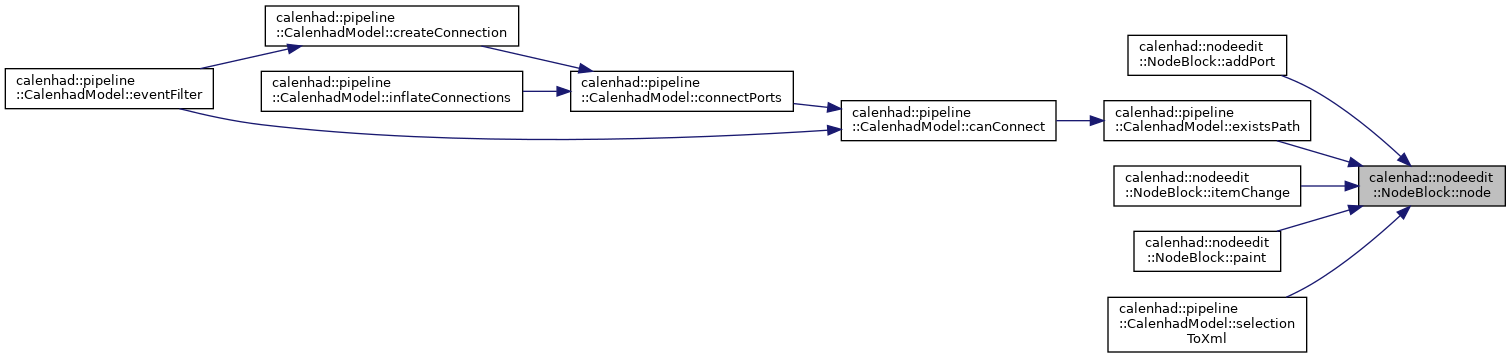 calenhad::pipeline
::CalenhadModel::createConnection
calenhad::pipeline
::CalenhadModel::eventFilter
calenhad::pipeline
::CalenhadModel::inflateConnections
calenhad::pipeline
::CalenhadModel::connectPorts
calenhad::pipeline
::CalenhadModel::canConnect
calenhad::nodeedit
::NodeBlock::addPort
calenhad::pipeline
::CalenhadModel::existsPath
calenhad::nodeedit
::NodeBlock::itemChange
calenhad::nodeedit
::NodeBlock::paint
calenhad::pipeline
::CalenhadModel::selection
ToXml
calenhad::nodeedit
::NodeBlock::node